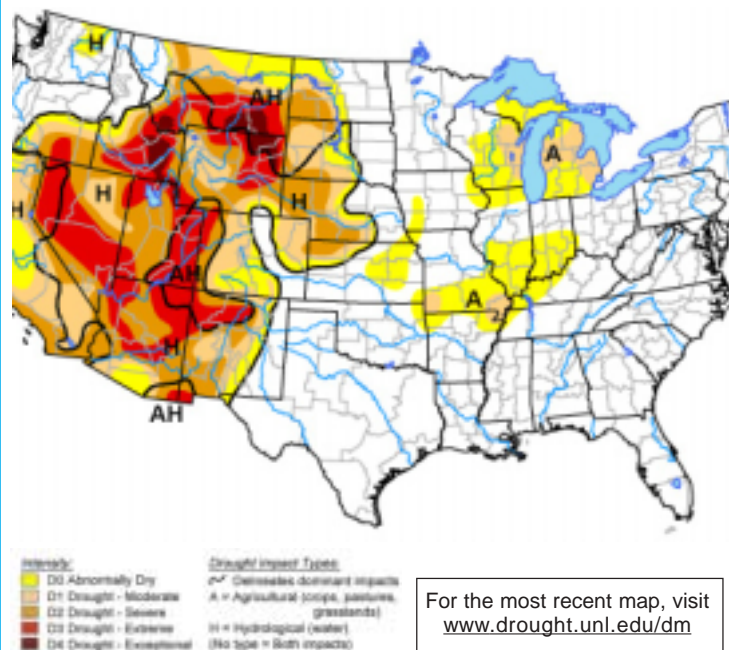 H
AH
A
H
H
H
AH
A
H
AH
Intensity:
D0 Abnormally Dry
D1 Drought - Moderate
D2 Drought - Severe
D3 Drought - Extreme
D4 Drought - Exceptional
Drought Impact Types:
Delineates dominant impacts
A = Agricultural (crops, pastures,
grasslands)
H = Hydrological (water)
(No type = Both impacts)
For the most recent map, visit
www.drought.unl.edu/dm